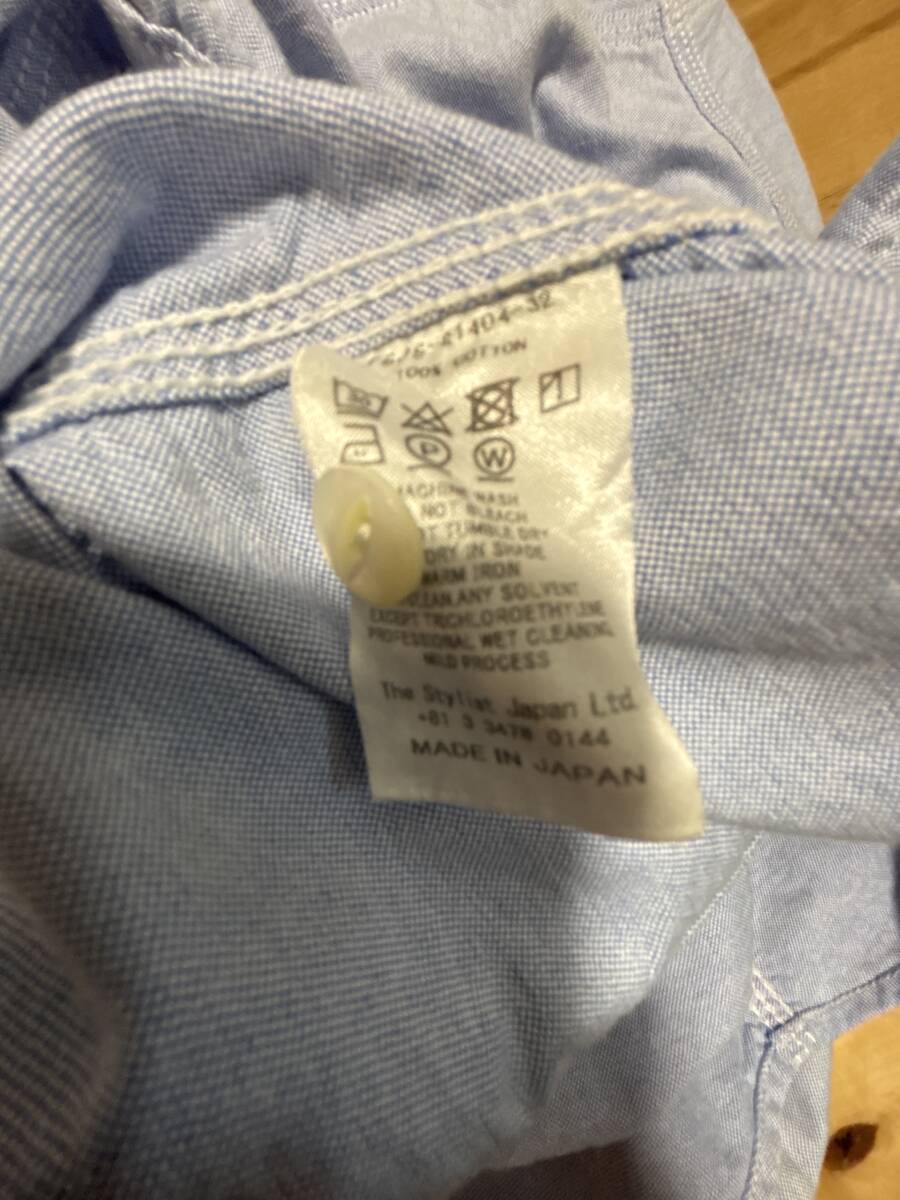 100% COTTON
W
P
MACHINE WASH
NOT BLEACH
TUMBLE DRY
DRY IN SHADE
WARM IRON
CLEAN, ANY SOLVENT
EXCEPT TRICHLOROETHYLENE
PROFESSIONAL WET CLEANING
MILD PROCESS
The Stylist Japan Ltd.
+81 3 3478 0144
MADE IN JAPAN